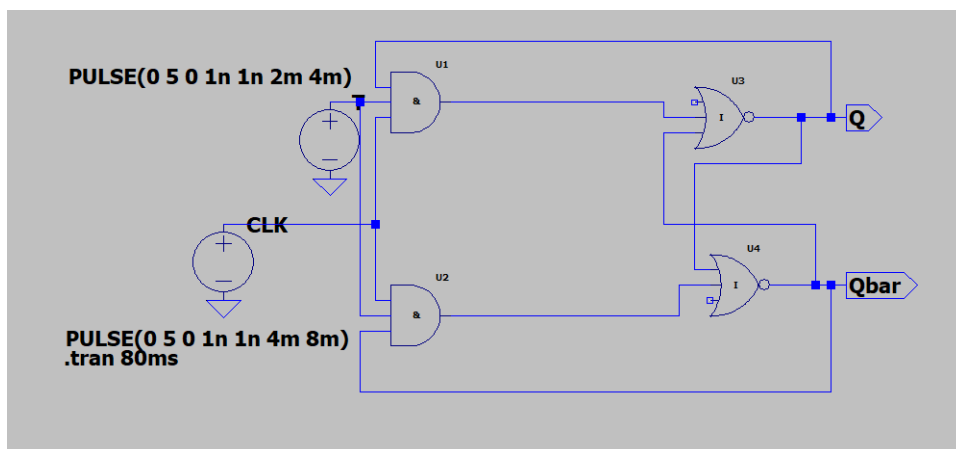 U1
PULSE(0 5 0 1n 1n 2m 4m)
T
&
U3
I
Q
CLK
U2
&
U4
I
Qbar
PULSE(0 5 0 1n 1n 4m 8m)
.tran 80ms